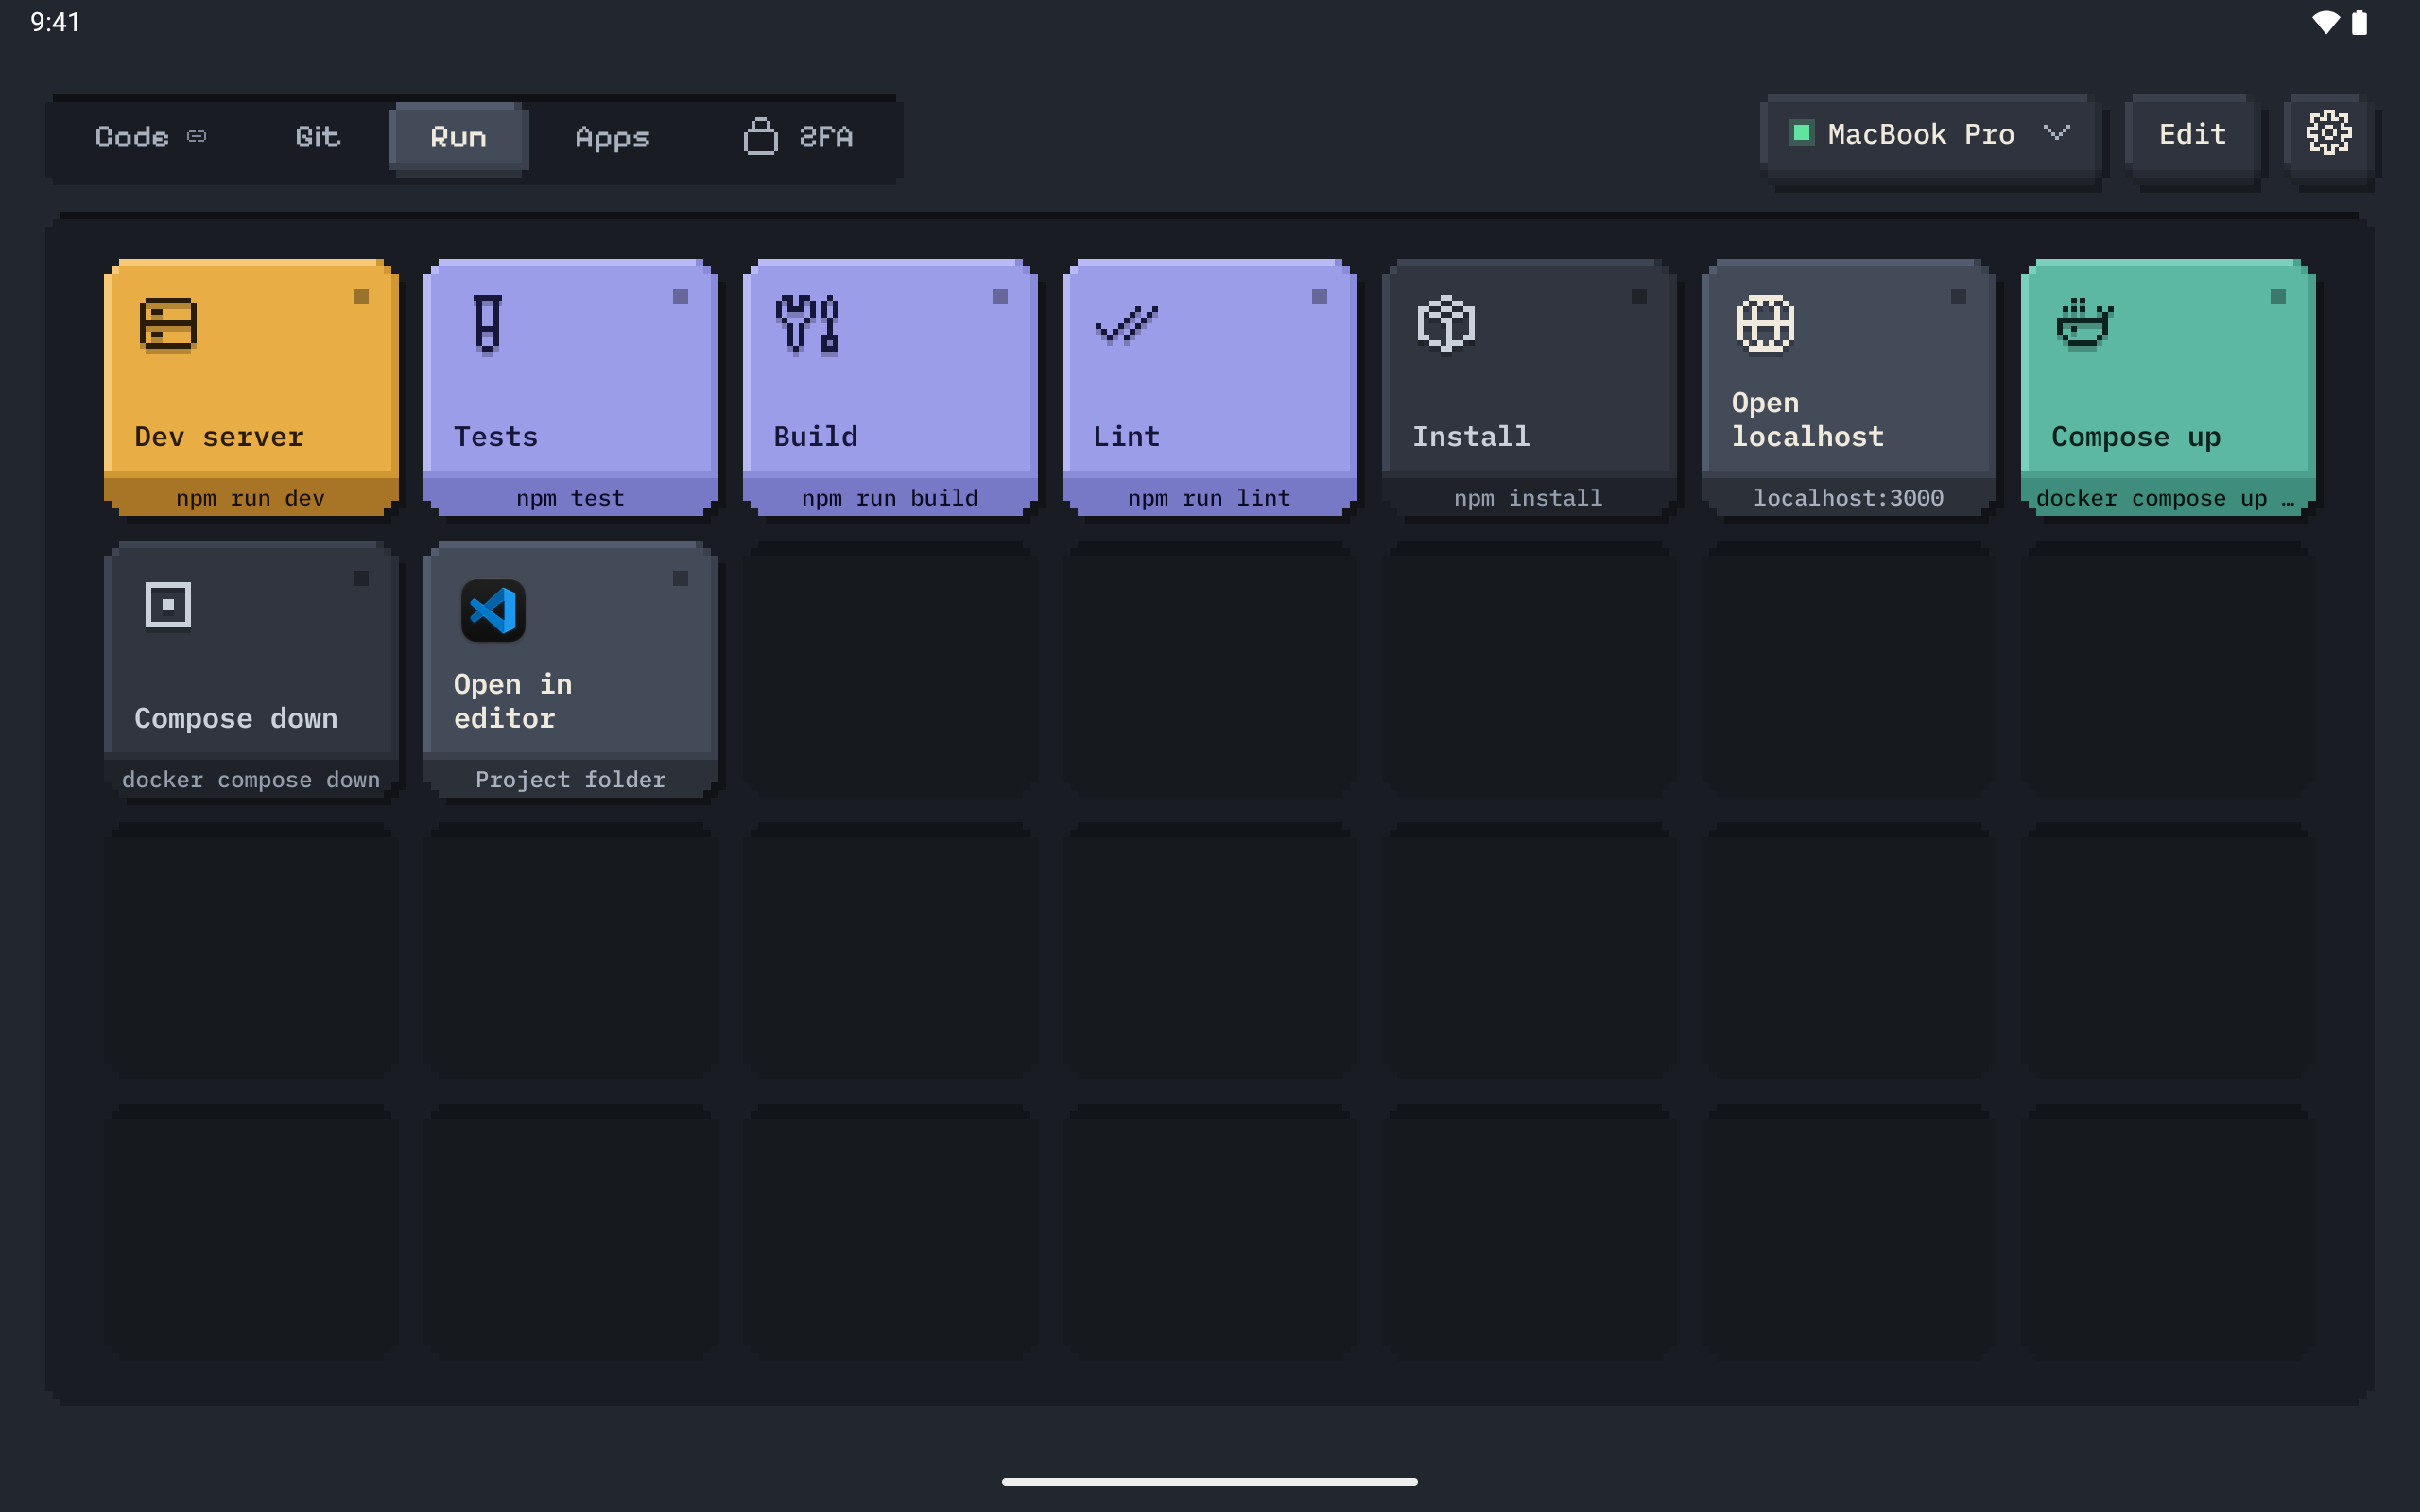 9:41
Code
Git
Run
Apps
2FA
MacBook Pro
Edit
Dev server
npm run dev
Tests
npm test
Build
npm run build
Lint
npm run lint
Install
npm install
Open
localhost
localhost:3000
Compose up
docker compose up …
Compose down
docker compose down
Open in
editor
Project folder